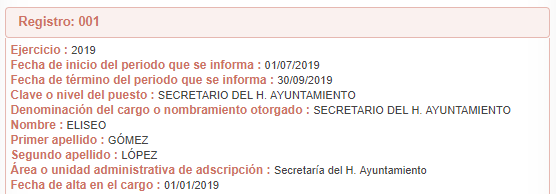 Registro: 001
Ejercicio : 2019
Fecha de inicio del periodo que se informa : 01/07/2019
Fecha de término del periodo que se informa : 30/09/2019
Clave o nivel del puesto : SECRETARIO DEL H. AYUNTAMIENTO
Denominación del cargo o nombramiento otorgado : SECRETARIO DEL H. AYUNTAMIENTO
Nombre : ELISEO
Primer apellido : GÓMEZ
Segundo apellido : LÓPEZ
Área o unidad administrativa de adscripción : Secretaría del H. Ayuntamiento
Fecha de alta en el cargo : 01/01/2019